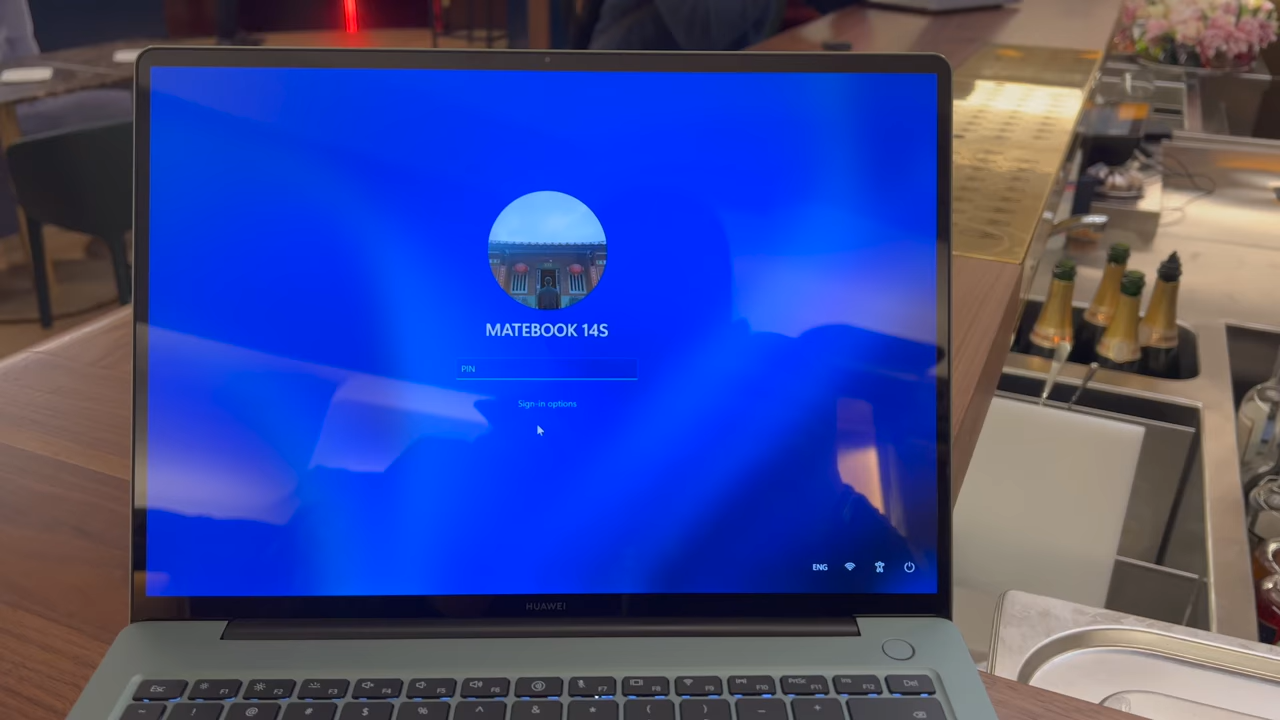 MATEBOOK 14S
PIN
Sign-in options
ENG
HUAWEI
Esc F1 F2 F3 F4 F5 F6 F7 F8 F9 F10 PrtSc F11 Ins F12 Del
~ ! @ # $ % ^ & * ( ) _ +